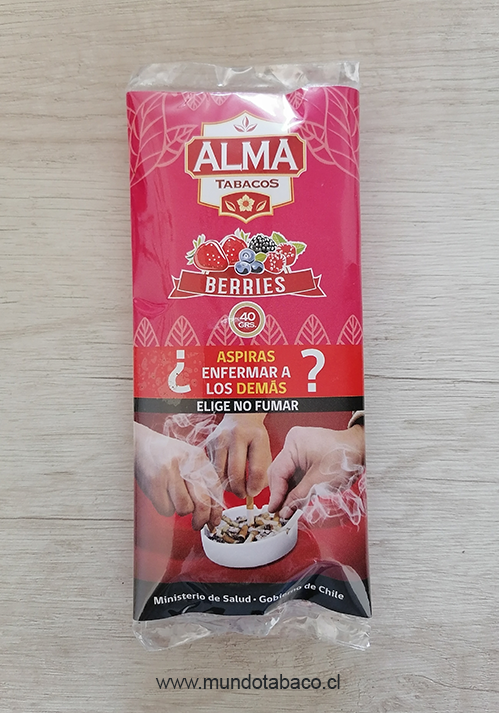 ALMA
TABACOS
BERRIES
40
GRS.
¿ ASPIRAS
ENFERMAR A
LOS DEMÁS ?
ELIGE NO FUMAR
Ministerio de Salud • Gobierno de Chile
www.mundotabaco.cl